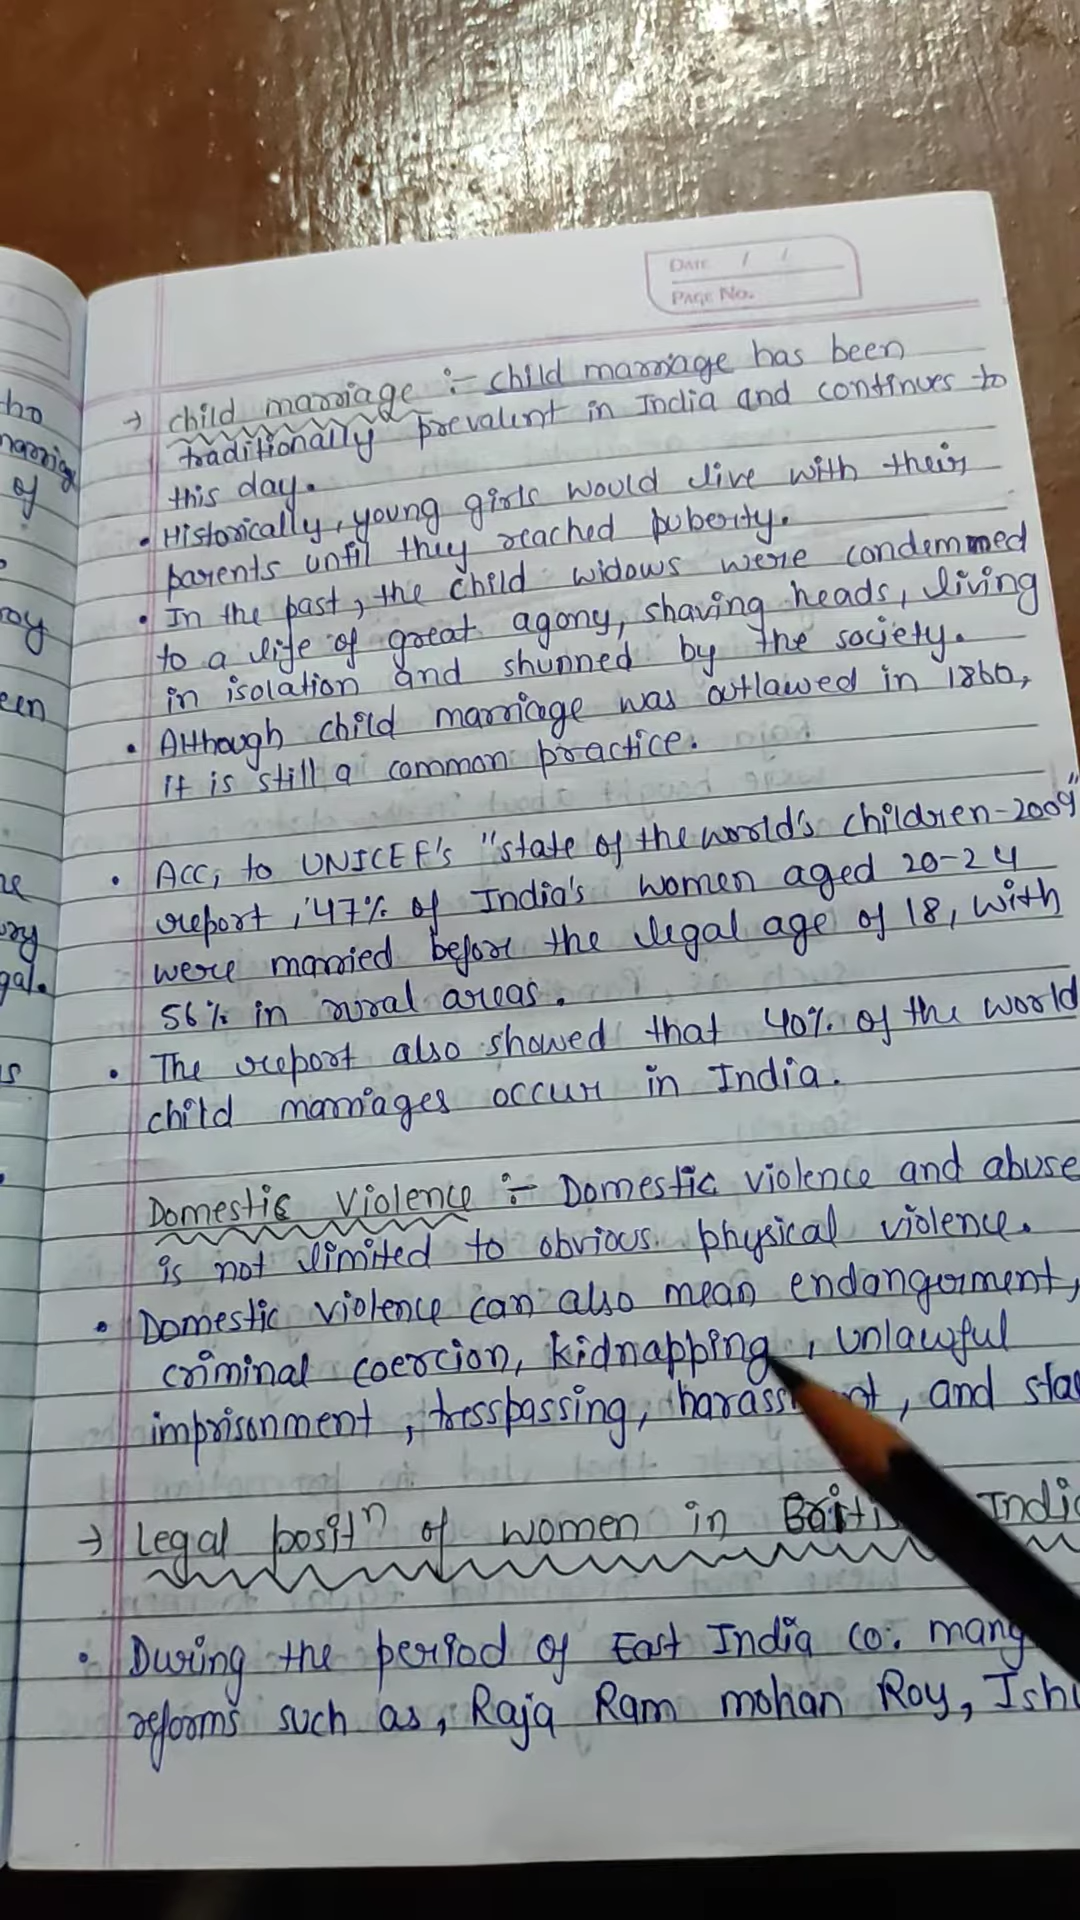 DATE / /
PAGE No.
→ child marriage :- child marriage has been
traditionally prevalent in India and continues to
this day.
• Historically, young girls would live with their
parents until they reached puberty.
• In the past, the child widows were condemned
to a life of great agony, shaving heads, living
in isolation and shunned by the society.
• Although child marriage was outlawed in 1860,
it is still a common practice.
• Acc, to UNICEF's "state of the world's children-2009"
report, 47% of India's women aged 20-24
were married before the legal age of 18, with
56% in rural areas.
• The report also showed that 40% of the world
child marriages occur in India.
Domestic Violence :- Domestic violence and abuse
is not limited to obvious physical violence.
• Domestic violence can also mean endangerment,
criminal coercion, kidnapping, unlawful
imprisonment, tresspassing, harass, and
→ Legal positⁿ of women in
• During the period of East India co.
reforms such as, Raja Ram mohan Roy,